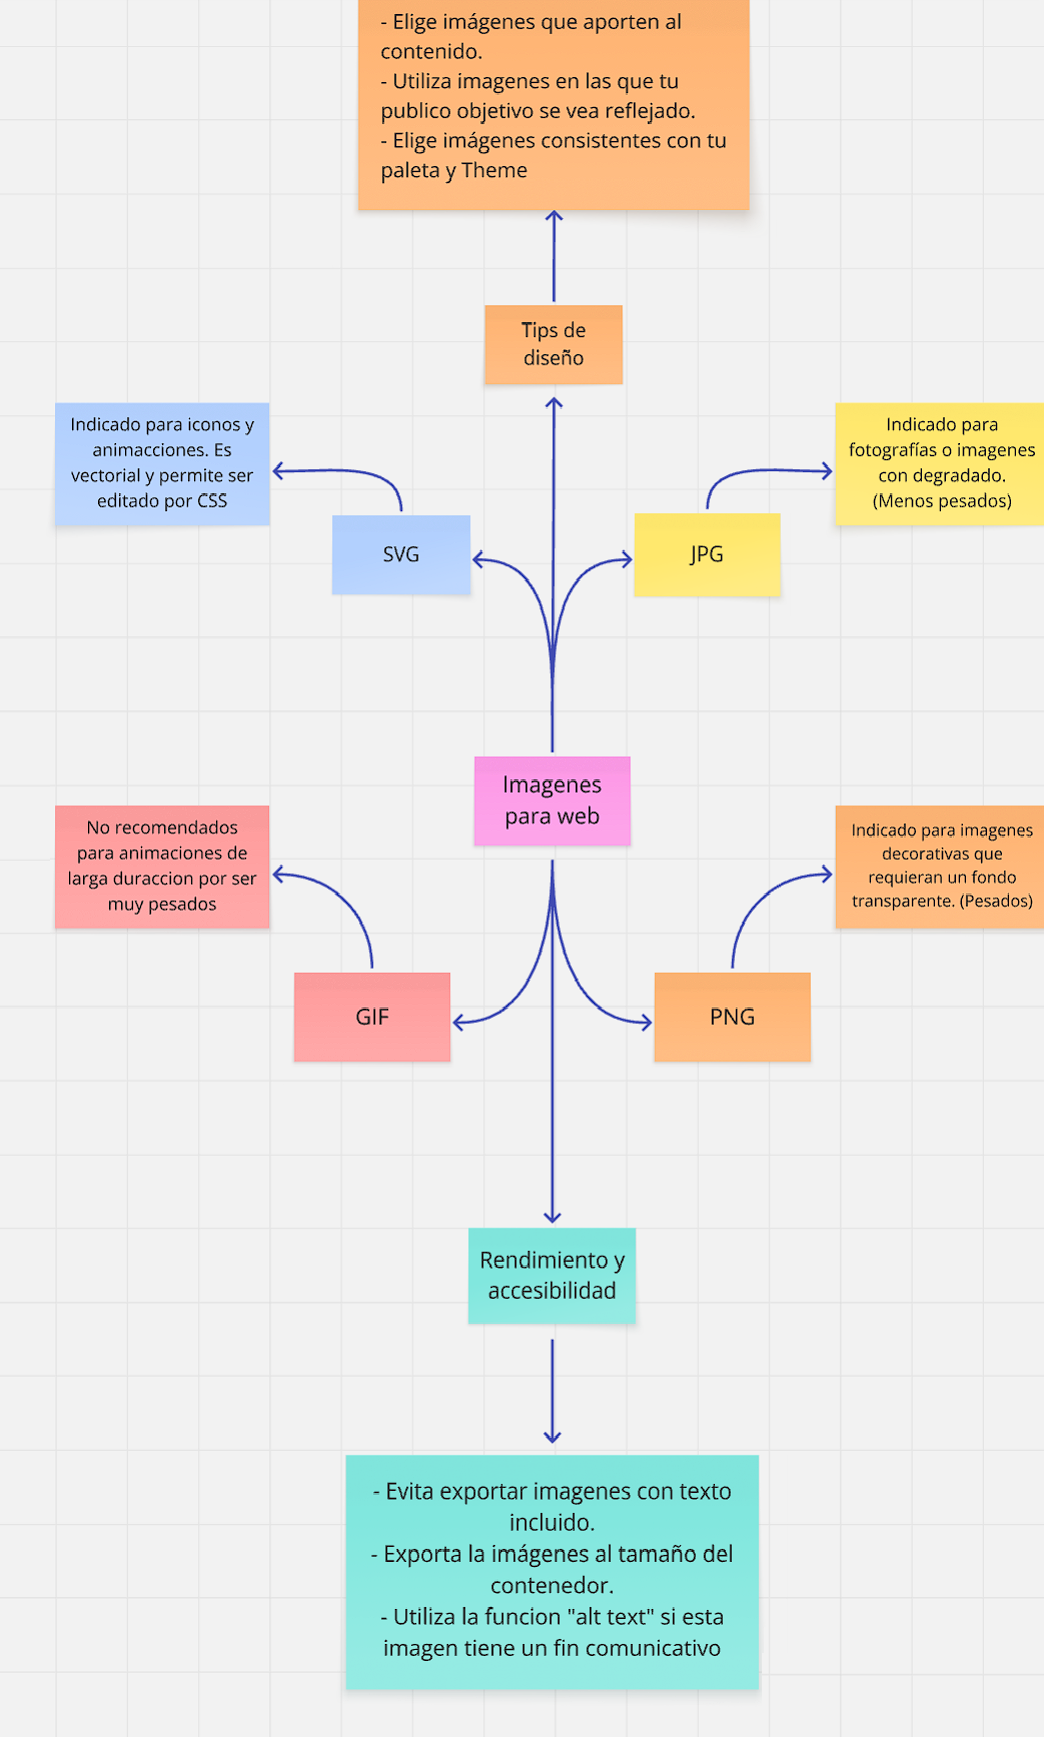 - Elige imágenes que aporten al
contenido.
- Utiliza imagenes en las que tu
publico objetivo se vea reflejado.
- Elige imágenes consistentes con tu
paleta y Theme
Tips de
diseño
Indicado para iconos y
animacciones. Es
vectorial y permite ser
editado por CSS
Indicado para
fotografías o imagenes
con degradado.
(Menos pesados)
SVG
JPG
Imagenes
para web
No recomendados
para animaciones de
larga duraccion por ser
muy pesados
Indicado para imagenes
decorativas que
requieran un fondo
transparente. (Pesados)
GIF
PNG
Rendimiento y
accesibilidad
- Evita exportar imagenes con texto
incluido.
- Exporta la imágenes al tamaño del
contenedor.
- Utiliza la funcion "alt text" si esta
imagen tiene un fin comunicativo